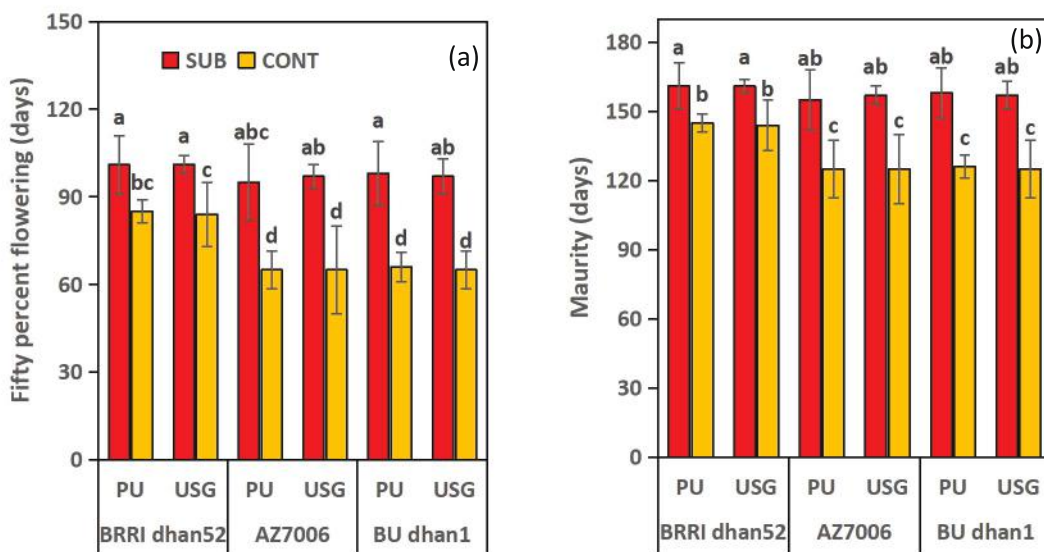 Fifty percent flowering (days)
150
120
90
60
30
0
SUB CONT
(a)
a bc a c abc d ab d a d ab d
PU USG PU USG PU USG
BRRI dhan52 AZ7006 BU dhan1
Maurity (days)
180
150
120
90
60
30
0
(b)
a b a b ab c ab c ab c ab c
PU USG PU USG PU USG
BRRI dhan52 AZ7006 BU dhan1